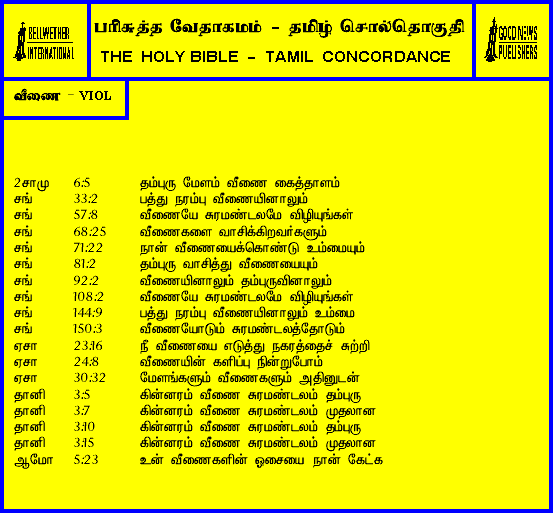 BELLWETHER
INTERNATIONAL
பரிசுத்த வேதாகமம் - தமிழ் சொல்தொகுதி
THE HOLY BIBLE - TAMIL CONCORDANCE
GOOD NEWS
PUBLISHERS
வீணை - VIOL
2சாமு 6:5 தம்புரு மேளம் வீணை கைத்தாளம்
சங் 33:2 பத்து நரம்பு வீணையினாலும்
சங் 57:8 வீணையே சுரமண்டலமே விழியுங்கள்
சங் 68:25 வீணைகளை வாசிக்கிறவர்களும்
சங் 71:22 நான் வீணையைக்கொண்டு உம்மையும்
சங் 81:2 தம்புரு வாசித்து வீணையையும்
சங் 92:2 வீணையினாலும் தம்புருவினாலும்
சங் 108:2 வீணையே சுரமண்டலமே விழியுங்கள்
சங் 144:9 பத்து நரம்பு வீணையினாலும் உம்மை
சங் 150:3 வீணையோடும் சுரமண்டலத்தோடும்
ஏசா 23:16 நீ வீணையை எடுத்து நகரத்தைச் சுற்றி
ஏசா 24:8 வீணையின் களிப்பு நின்றுபோம்
ஏசா 30:32 மேளங்களும் வீணைகளும் அதினுடன்
தானி 3:5 கின்னரம் வீணை சுரமண்டலம் தம்புரு
தானி 3:7 கின்னரம் வீணை சுரமண்டலம் முதலான
தானி 3:10 கின்னரம் வீணை சுரமண்டலம் தம்புரு
தானி 3:15 கின்னரம் வீணை சுரமண்டலம் முதலான
ஆமோ 5:23 உன் வீணைகளின் ஓசையை நான் கேட்க